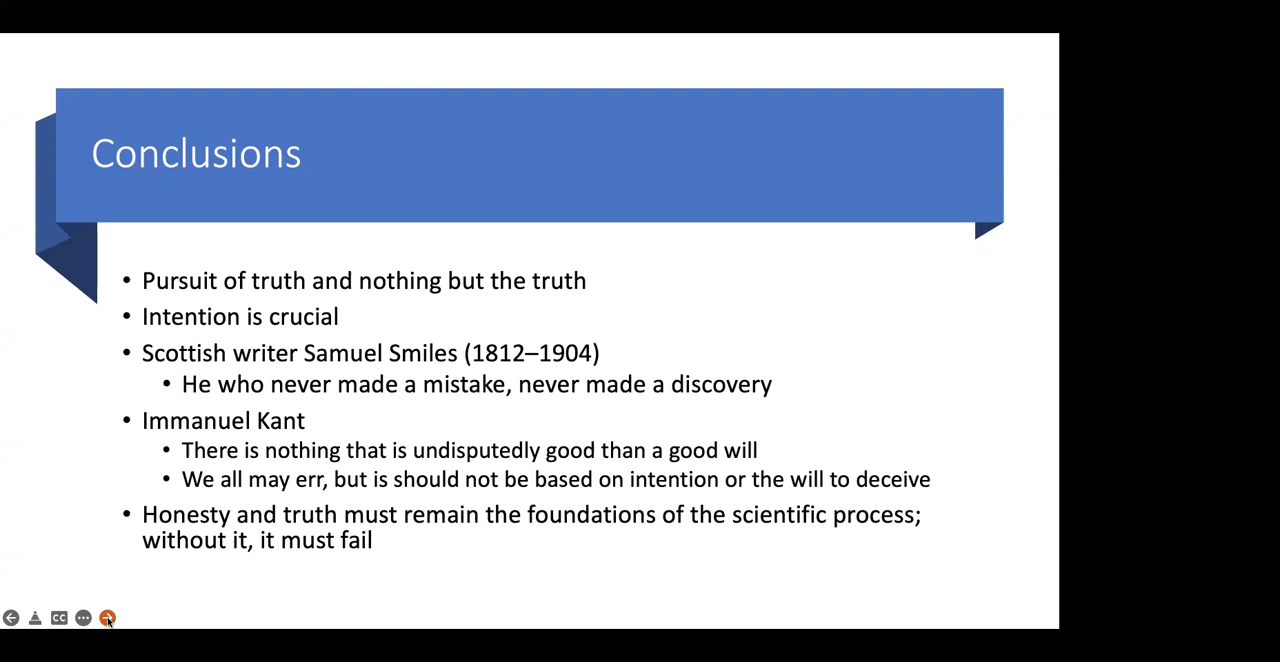 Conclusions
• Pursuit of truth and nothing but the truth
• Intention is crucial
• Scottish writer Samuel Smiles (1812–1904)
• He who never made a mistake, never made a discovery
• Immanuel Kant
• There is nothing that is undisputedly good than a good will
• We all may err, but is should not be based on intention or the will to deceive
• Honesty and truth must remain the foundations of the scientific process;
without it, it must fail
CC